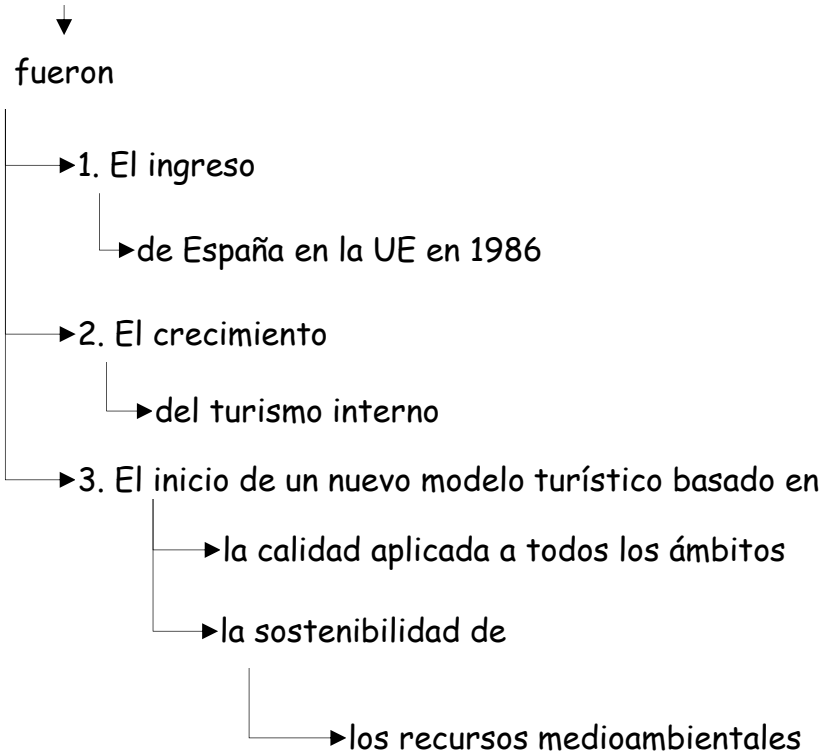 fueron
1. El ingreso
de España en la UE en 1986
2. El crecimiento
del turismo interno
3. El inicio de un nuevo modelo turístico basado en
la calidad aplicada a todos los ámbitos
la sostenibilidad de
los recursos medioambientales